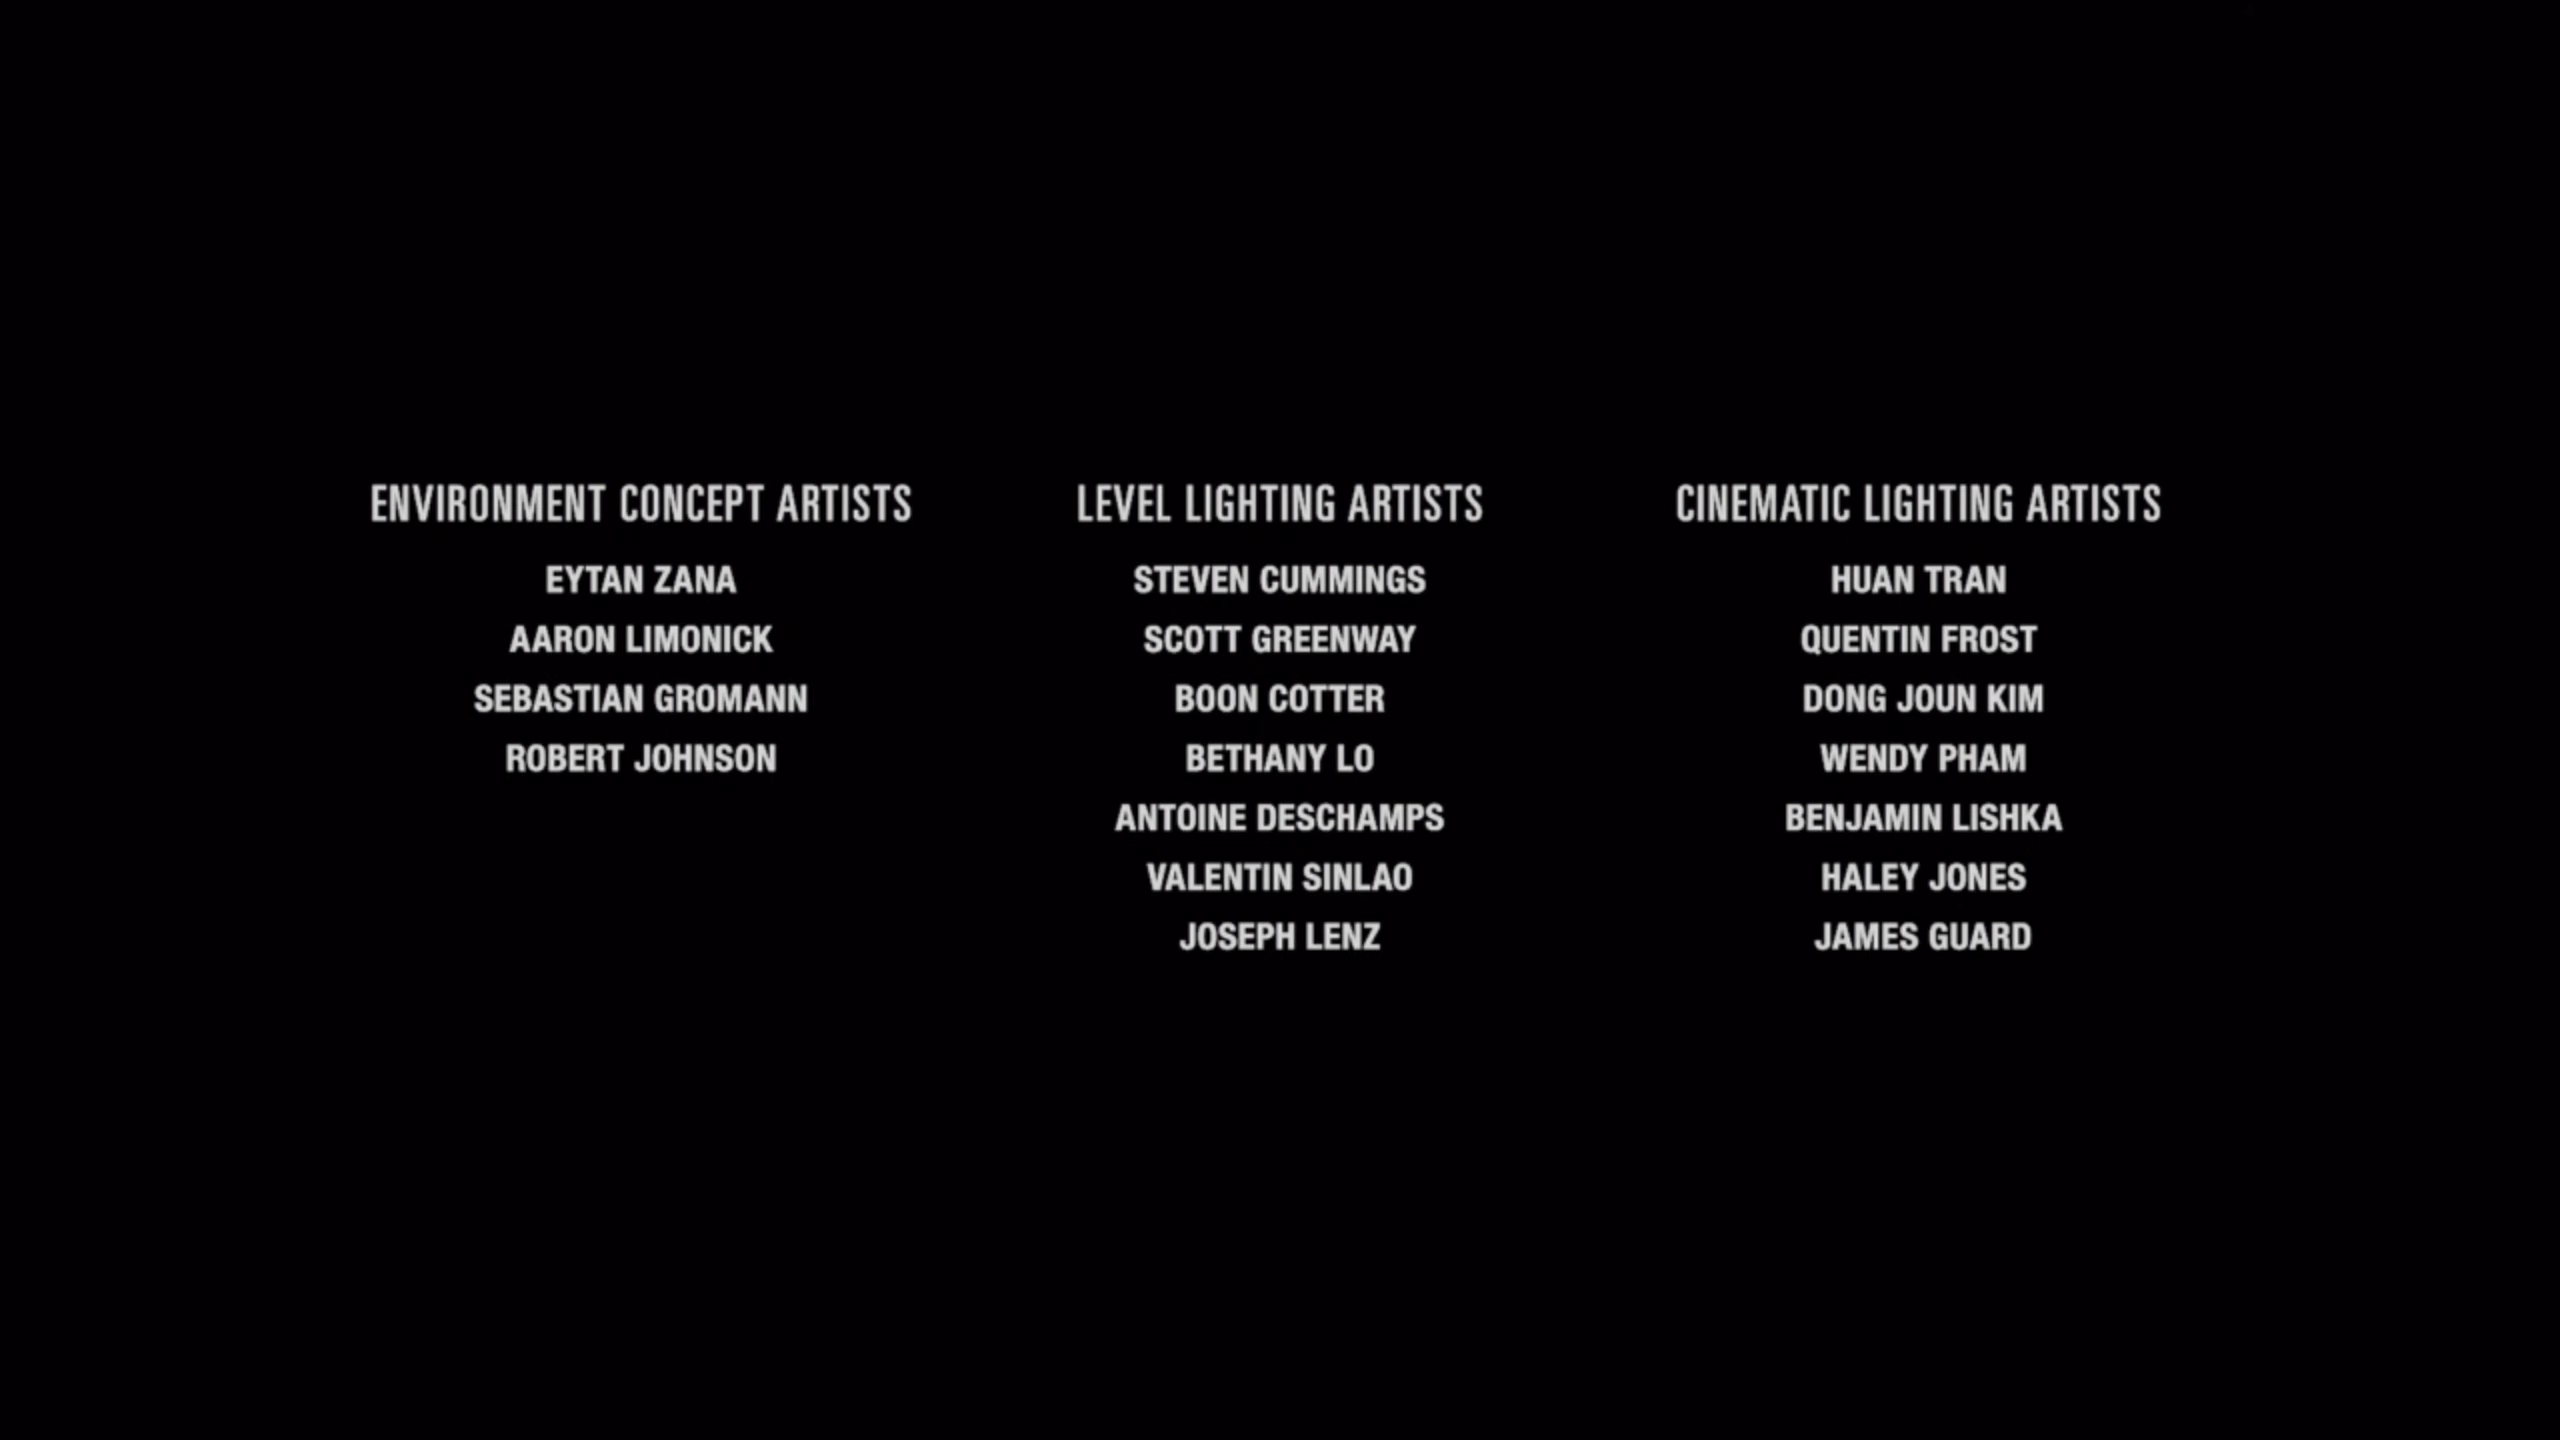 ENVIRONMENT CONCEPT ARTISTS
EYTAN ZANA
AARON LIMONICK
SEBASTIAN GROMANN
ROBERT JOHNSON
LEVEL LIGHTING ARTISTS
STEVEN CUMMINGS
SCOTT GREENWAY
BOON COTTER
BETHANY LO
ANTOINE DESCHAMPS
VALENTIN SINLAO
JOSEPH LENZ
CINEMATIC LIGHTING ARTISTS
HUAN TRAN
QUENTIN FROST
DONG JOUN KIM
WENDY PHAM
BENJAMIN LISHKA
HALEY JONES
JAMES GUARD